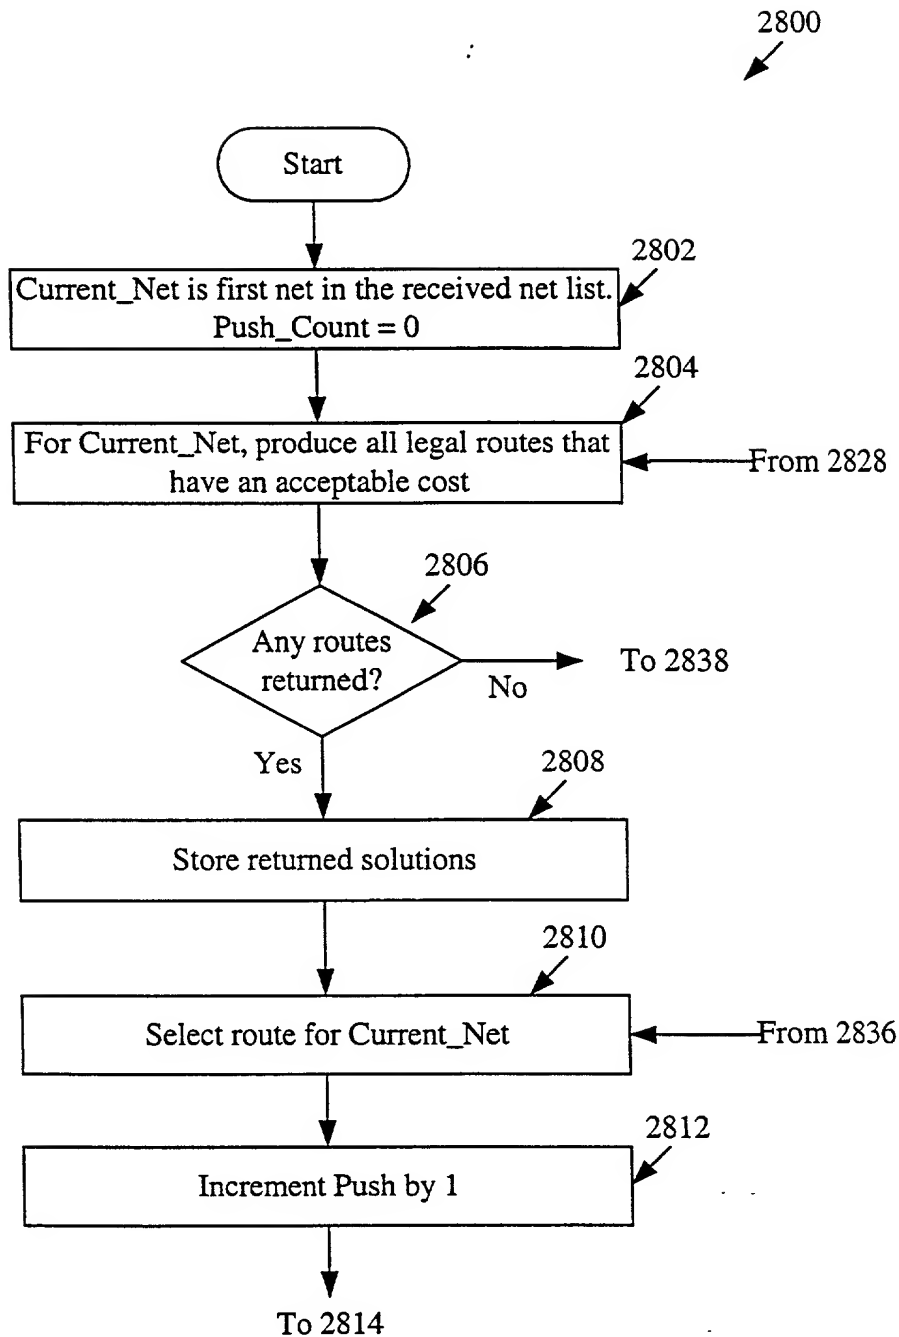 2800
Start
2802
Current_Net is first net in the received net list.
Push_Count = 0
2804
For Current_Net, produce all legal routes that
have an acceptable cost
From 2828
2806
Any routes
returned?
No
To 2838
Yes
2808
Store returned solutions
2810
Select route for Current_Net
From 2836
2812
Increment Push by 1
To 2814